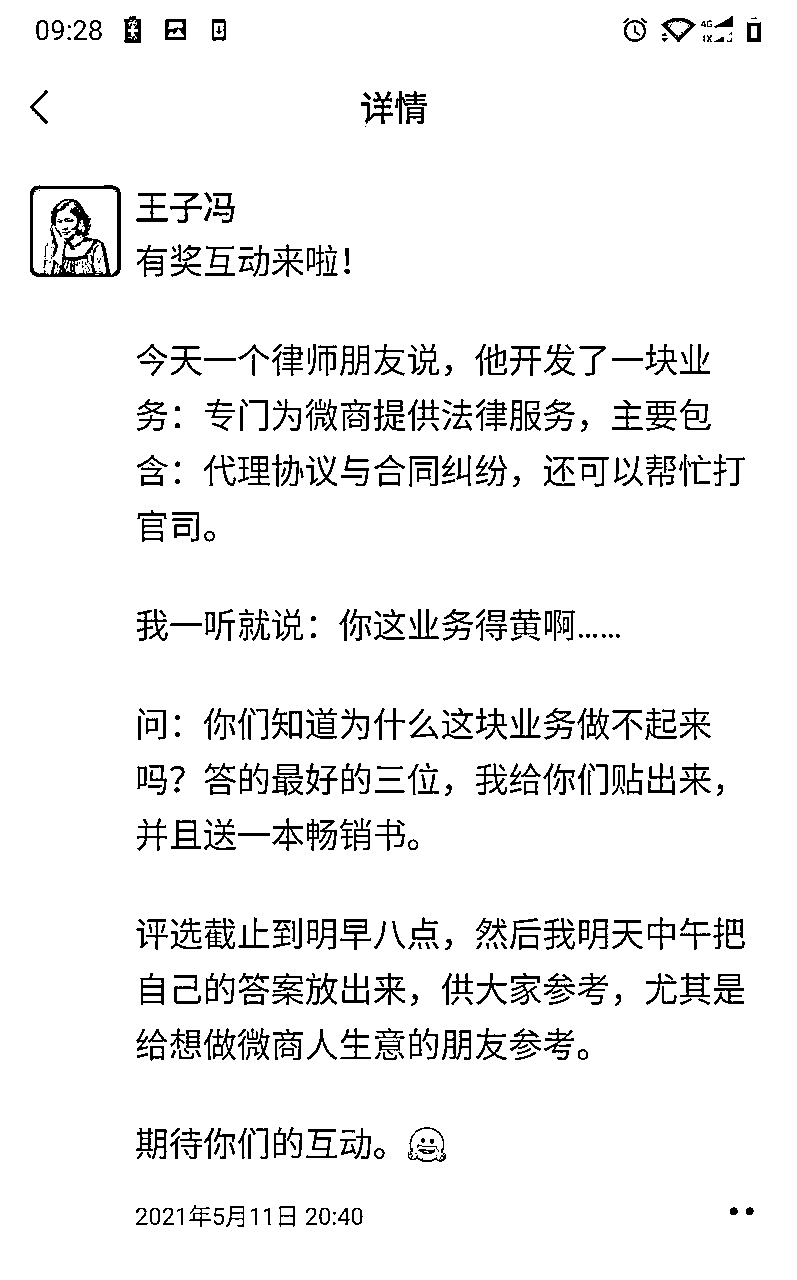 09:28
4G
1X
详情
王子冯
有奖互动来啦！
今天一个律师朋友说，他开发了一块业
务：专门为微商提供法律服务，主要包
含：代理协议与合同纠纷，还可以帮忙打
官司。
我一听就说：你这业务得黄啊……
问：你们知道为什么这块业务做不起来
吗？答的最好的三位，我给你们贴出来，
并且送一本畅销书。
评选截止到明早八点，然后我明天中午把
自己的答案放出来，供大家参考，尤其是
给想做微商人生意的朋友参考。
期待你们的互动。🤗
2021年5月11日 20:40